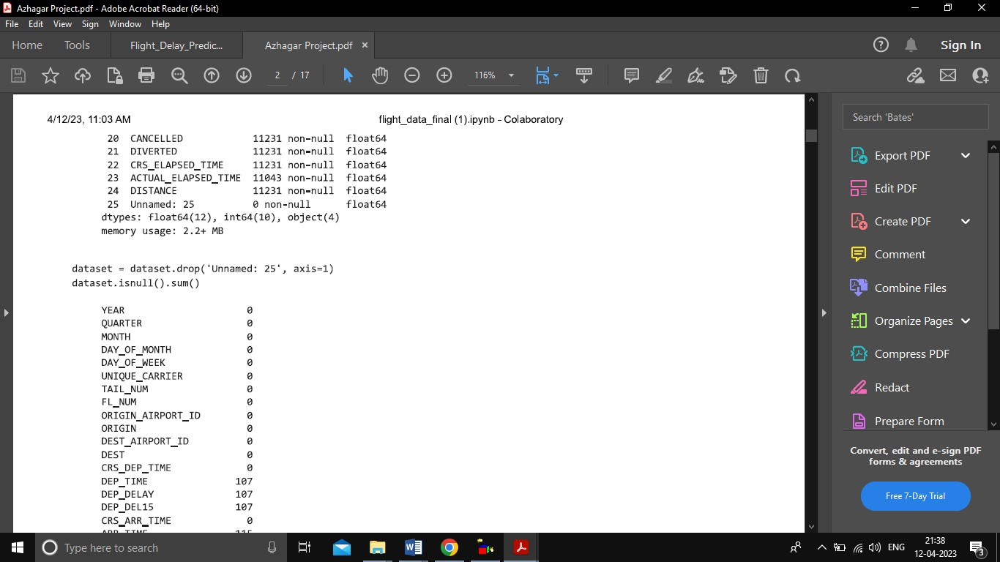 Azhagar Project.pdf - Adobe Acrobat Reader (64-bit)
File Edit View Sign Window Help
Home Tools Flight_Delay_Predic... Azhagar Project.pdf × Sign In
2 / 17 116%
4/12/23, 11:03 AM flight_data_final (1).ipynb - Colaboratory
20 CANCELLED 11231 non-null float64
21 DIVERTED 11231 non-null float64
22 CRS_ELAPSED_TIME 11231 non-null float64
23 ACTUAL_ELAPSED_TIME 11043 non-null float64
24 DISTANCE 11231 non-null float64
25 Unnamed: 25 0 non-null float64
dtypes: float64(12), int64(10), object(4)
memory usage: 2.2+ MB
dataset = dataset.drop('Unnamed: 25', axis=1)
dataset.isnull().sum()
YEAR 0
QUARTER 0
MONTH 0
DAY_OF_MONTH 0
DAY_OF_WEEK 0
UNIQUE_CARRIER 0
TAIL_NUM 0
FL_NUM 0
ORIGIN_AIRPORT_ID 0
ORIGIN 0
DEST_AIRPORT_ID 0
DEST 0
CRS_DEP_TIME 0
DEP_TIME 107
DEP_DELAY 107
DEP_DEL15 107
CRS_ARR_TIME 0
ARR_TIME 115
Search 'Bates'
Export PDF
Edit PDF
Create PDF
Comment
Combine Files
Organize Pages
Compress PDF
Redact
Prepare Form
Convert, edit and e-sign PDF
forms & agreements
Free 7-Day Trial
Type here to search
ENG
21:38
12-04-2023
3